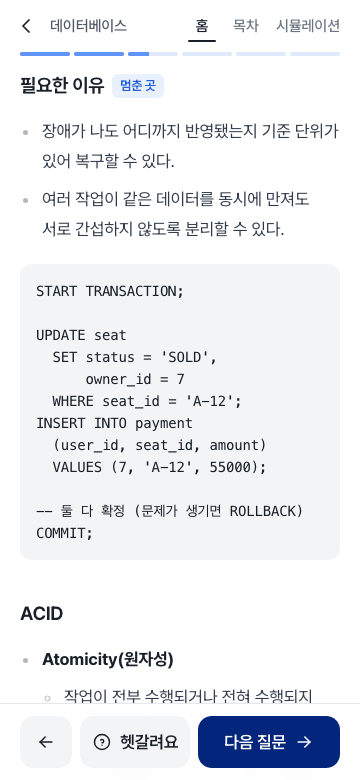 데이터베이스 홈 목차 시뮬레이션
필요한 이유 멈춘 곳
장애가 나도 어디까지 반영됐는지 기준 단위가
있어 복구할 수 있다.
여러 작업이 같은 데이터를 동시에 만져도
서로 간섭하지 않도록 분리할 수 있다.
START TRANSACTION;
UPDATE seat
SET status = 'SOLD',
owner_id = 7
WHERE seat_id = 'A-12';
INSERT INTO payment
(user_id, seat_id, amount)
VALUES (7, 'A-12', 55000);
-- 둘 다 확정 (문제가 생기면 ROLLBACK)
COMMIT;
ACID
Atomicity(원자성)
작업이 전부 수행되거나 전혀 수행되지
헷갈려요 다음 질문